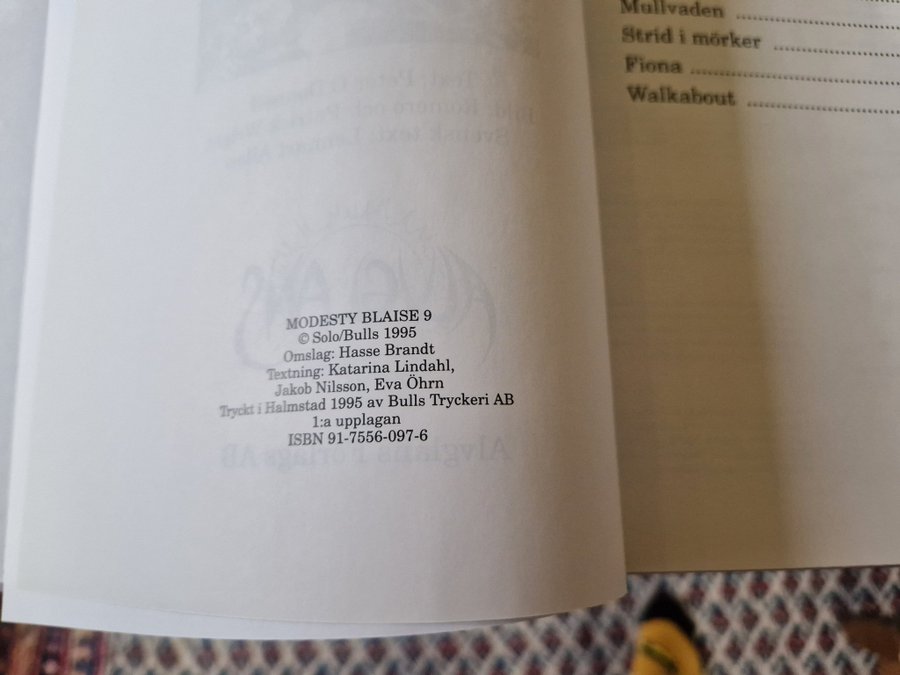 MODESTY BLAISE 9
© Solo/Bulls 1995
Omslag: Hasse Brandt
Textning: Katarina Lindahl,
Jakob Nilsson, Eva Öhrn
Tryckt i Halmstad 1995 av Bulls Tryckeri AB
1:a upplagan
ISBN 91-7556-097-6
Mullvaden
Strid i mörker
Fiona
Walkabout